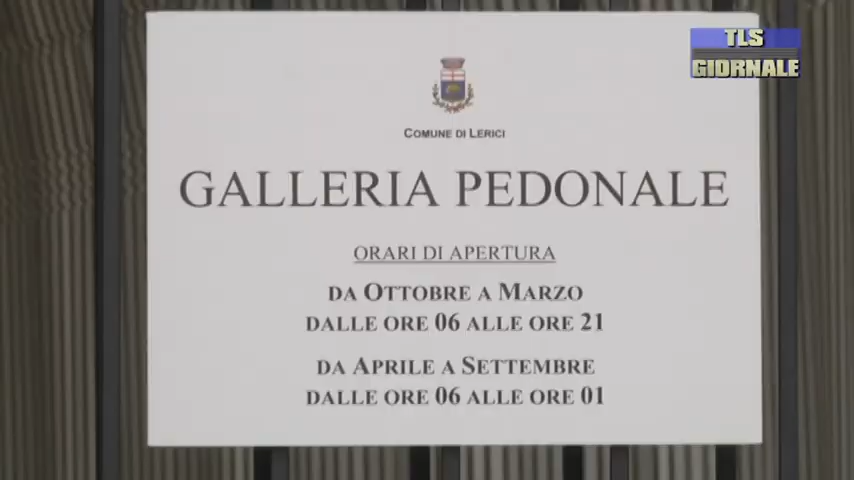 TLS
GIORNALE
COMUNE DI LERICI
GALLERIA PEDONALE
ORARI DI APERTURA
DA OTTOBRE A MARZO
DALLE ORE 06 ALLE ORE 21
DA APRILE A SETTEMBRE
DALLE ORE 06 ALLE ORE 01